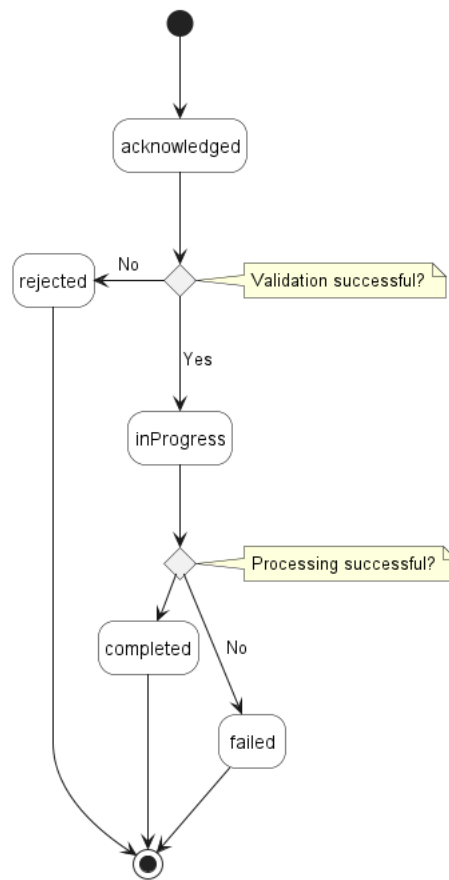 acknowledged
rejected
No
Validation successful?
Yes
inProgress
Processing successful?
completed
No
failed